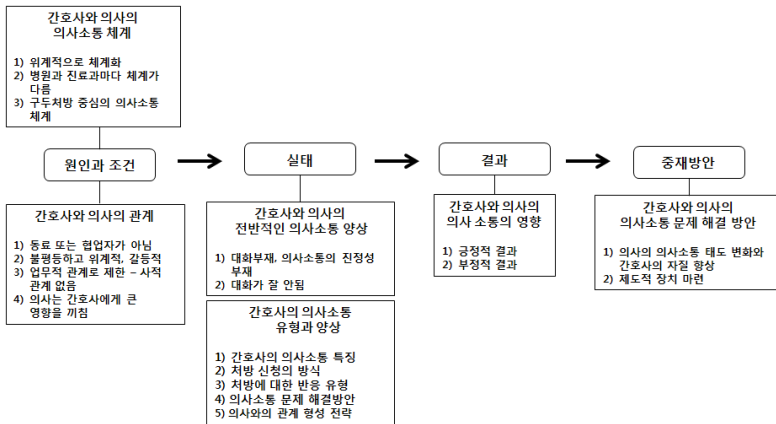 간호사와 의사의
의사소통 체계
1) 위계적으로 체계화
2) 병원과 진료과마다 체계가
다름
3) 구두처방 중심의 의사소통
체계
원인과 조건
실태
결과
중재방안
간호사와 의사의 관계
1) 동료 또는 협업자가 아님
2) 불평등하고 위계적, 갈등적
3) 업무적 관계로 제한 – 사적
관계 없음
4) 의사는 간호사에게 큰
영향을 끼침
간호사와 의사의
전반적인 의사소통 양상
1) 대화부재, 의사소통의 진정성
부재
2) 대화가 잘 안됨
간호사의 의사소통
유형과 양상
1) 간호사의 의사소통 특징
2) 처방 신청의 방식
3) 처방에 대한 반응 유형
4) 의사소통 문제 해결방안
5) 의사와의 관계 형성 전략
간호사와 의사의
의사 소통의 영향
1) 긍정적 결과
2) 부정적 결과
간호사와 의사의
의사소통 문제 해결 방안
1) 의사의 의사소통 태도 변화와
간호사의 자질 향상
2) 제도적 장치 마련